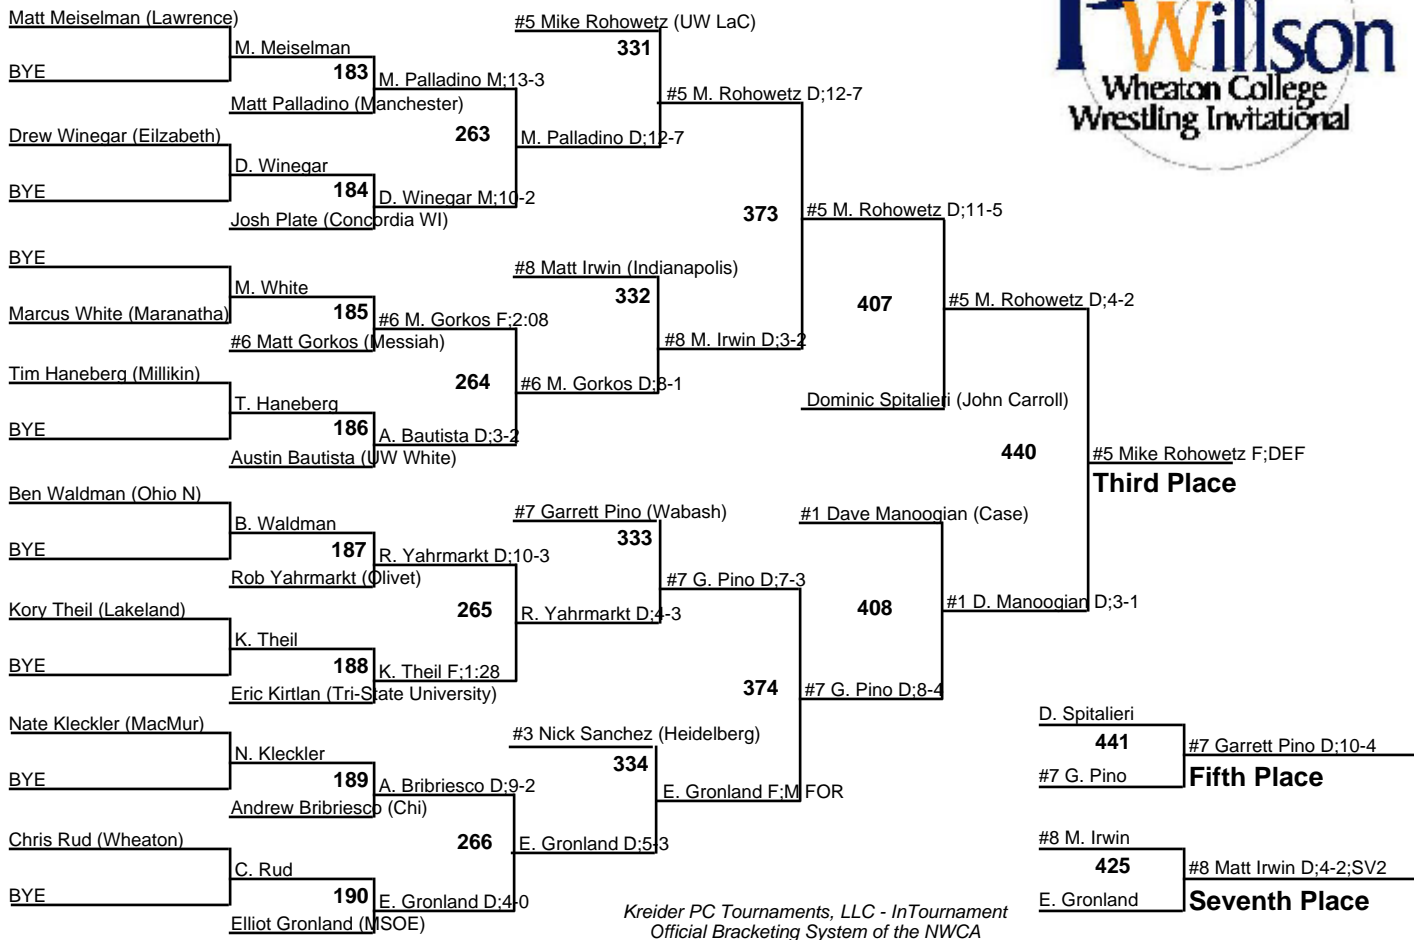 Matt Meiselman (Lawrence)
BYE
Drew Winegar (Eilzabeth)
BYE
BYE
Marcus White (Maranatha)
Tim Haneberg (Millikin)
BYE
Ben Waldman (Ohio N)
BYE
Kory Theil (Lakeland)
BYE
Nate Kleckler (MacMur)
BYE
Chris Rud (Wheaton)
BYE
M. Meiselman
183
Matt Palladino (Manchester)
D. Winegar
184
Josh Plate (Concordia WI)
M. White
185
#6 Matt Gorkos (Messiah)
T. Haneberg
186
Austin Bautista (UW White)
B. Waldman
187
Rob Yahrmarkt (Olivet)
K. Theil
188
Eric Kirtlan (Tri-State University)
N. Kleckler
189
Andrew Bribriesco (Chi)
C. Rud
190
Elliot Gronland (MSOE)
M. Palladino M;13-3
263
D. Winegar M;10-2
#6 M. Gorkos F;2:08
264
A. Bautista D;3-2
R. Yahrmarkt D;10-3
265
K. Theil F;1:28
A. Bribriesco D;9-2
266
E. Gronland D;4-0
#5 Mike Rohowetz (UW LaC)
331
M. Palladino D;12-7
#8 Matt Irwin (Indianapolis)
332
#6 M. Gorkos D;8-1
#7 Garrett Pino (Wabash)
333
R. Yahrmarkt D;4-3
#3 Nick Sanchez (Heidelberg)
334
E. Gronland D;5-3
#5 M. Rohowetz D;12-7
373
#8 M. Irwin D;3-2
#7 G. Pino D;7-3
374
E. Gronland F;M FOR
#5 M. Rohowetz D;11-5
407
Dominic Spitalieri (John Carroll)
#1 Dave Manoogian (Case)
408
#7 G. Pino D;8-4
#5 M. Rohowetz D;4-2
440
#1 D. Manoogian D;3-1
#5 Mike Rohowetz F;DEF
Third Place
D. Spitalieri
441
#7 G. Pino
#7 Garrett Pino D;10-4
Fifth Place
#8 M. Irwin
425
E. Gronland
#8 Matt Irwin D;4-2;SV2
Seventh Place
Willson
Wheaton College
Wrestling Invitational
Kreider PC Tournaments, LLC - InTournament
Official Bracketing System of the NWCA